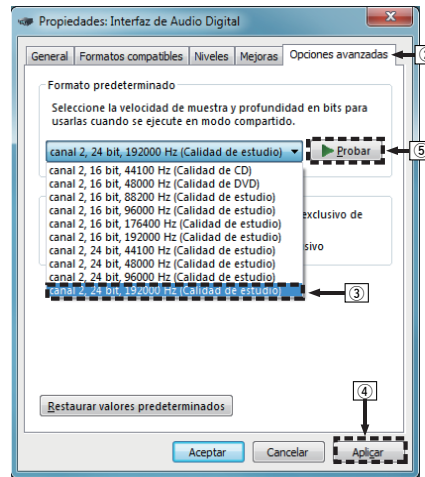 Propiedades: Interfaz de Audio Digital
General Formatos compatibles Niveles Mejoras Opciones avanzadas
Formato predeterminado
Seleccione la velocidad de muestra y profundidad en bits para
usarlas cuando se ejecute en modo compartido.
canal 2, 24 bit, 192000 Hz (Calidad de estudio) Probar ⑤
canal 2, 16 bit, 44100 Hz (Calidad de CD)
canal 2, 16 bit, 48000 Hz (Calidad de DVD)
canal 2, 16 bit, 88200 Hz (Calidad de estudio)
canal 2, 16 bit, 96000 Hz (Calidad de estudio)
exclusivo de
canal 2, 16 bit, 176400 Hz (Calidad de estudio)
canal 2, 16 bit, 192000 Hz (Calidad de estudio)
canal 2, 24 bit, 44100 Hz (Calidad de estudio)
sivo
canal 2, 24 bit, 48000 Hz (Calidad de estudio)
canal 2, 24 bit, 96000 Hz (Calidad de estudio)
canal 2, 24 bit, 192000 Hz (Calidad de estudio) ③
④
Restaurar valores predeterminados
Aceptar Cancelar Aplicar